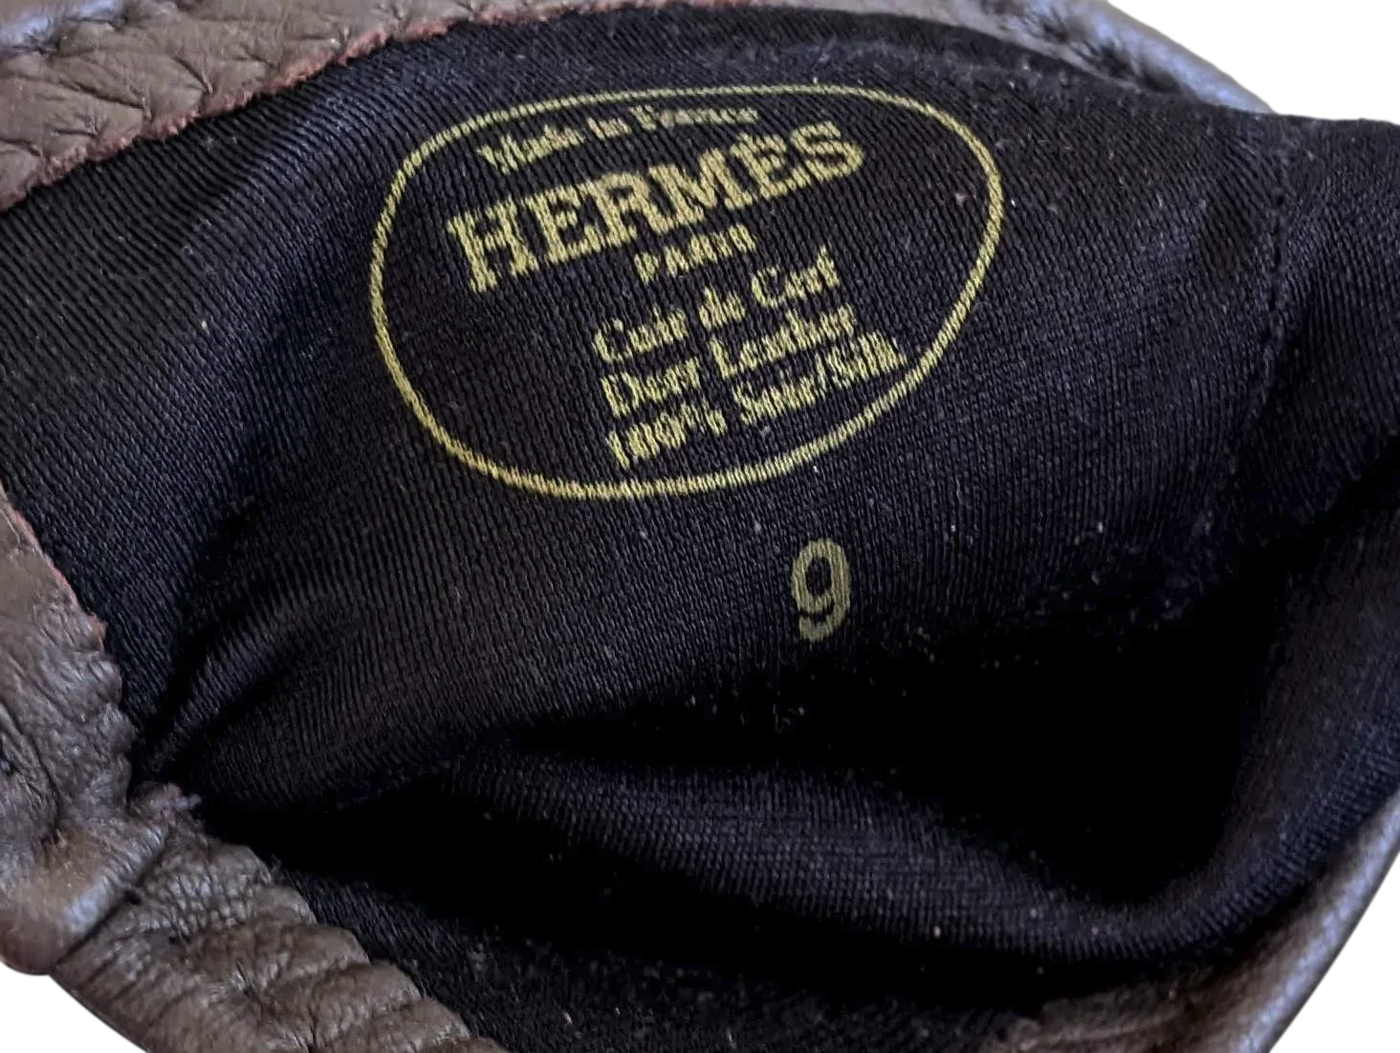 Made in France
HERMÈS
PARIS
Cuir de Cerf
Deer Leather
100% Soie/Silk
9